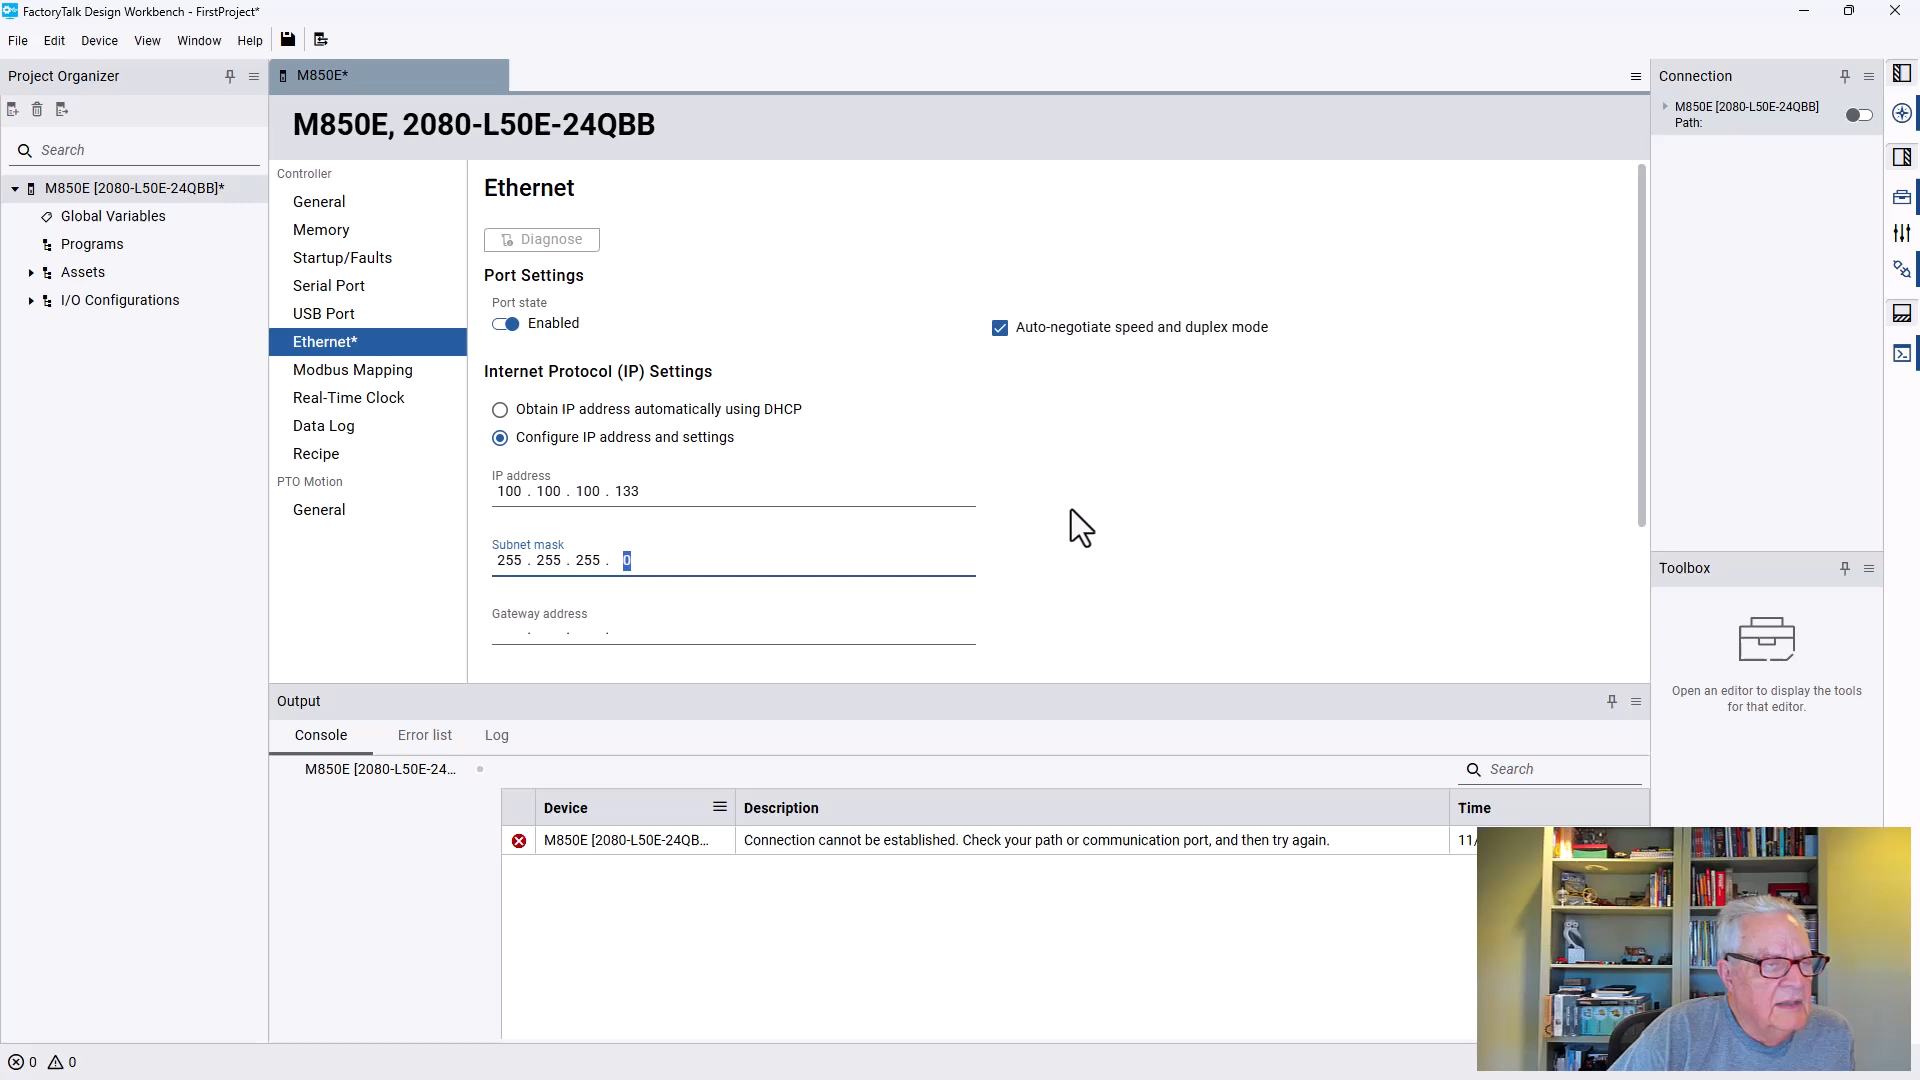 FactoryTalk Design Workbench - FirstProject*
File Edit Device View Window Help
Project Organizer
Search
M850E [2080-L50E-24QBB]*
Global Variables
Programs
Assets
I/O Configurations
M850E*
M850E, 2080-L50E-24QBB
Controller
General
Memory
Startup/Faults
Serial Port
USB Port
Ethernet*
Modbus Mapping
Real-Time Clock
Data Log
Recipe
PTO Motion
General
Ethernet
Diagnose
Port Settings
Port state
Enabled
Auto-negotiate speed and duplex mode
Internet Protocol (IP) Settings
Obtain IP address automatically using DHCP
Configure IP address and settings
IP address
100 . 100 . 100 . 133
Subnet mask
255 . 255 . 255 . 0
Gateway address
. . .
Connection
M850E [2080-L50E-24QBB]
Path:
Toolbox
Open an editor to display the tools
for that editor.
Output
Console Error list Log
M850E [2080-L50E-24...
Search
Device Description Time
M850E [2080-L50E-24QB... Connection cannot be established. Check your path or communication port, and then try again. 11/
0 0